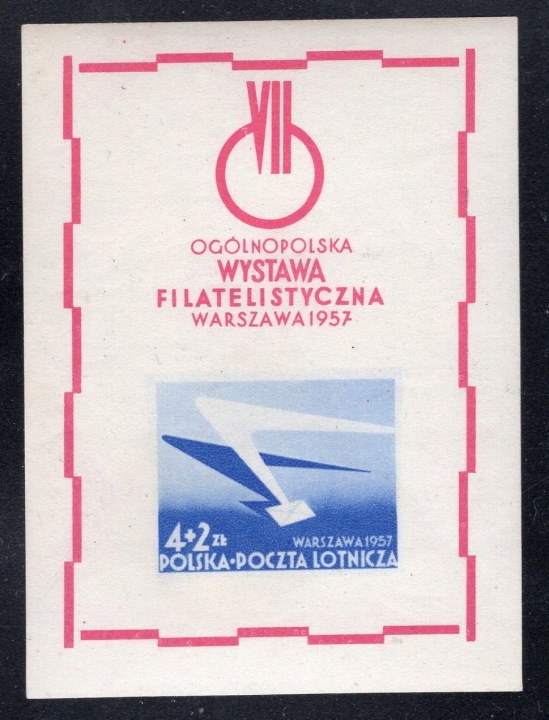 VII
OGÓLNOPOLSKA
WYSTAWA
FILATELISTYCZNA
WARSZAWA 1957
4+2 ZŁ
WARSZAWA 1957
POLSKA·POCZTA LOTNICZA